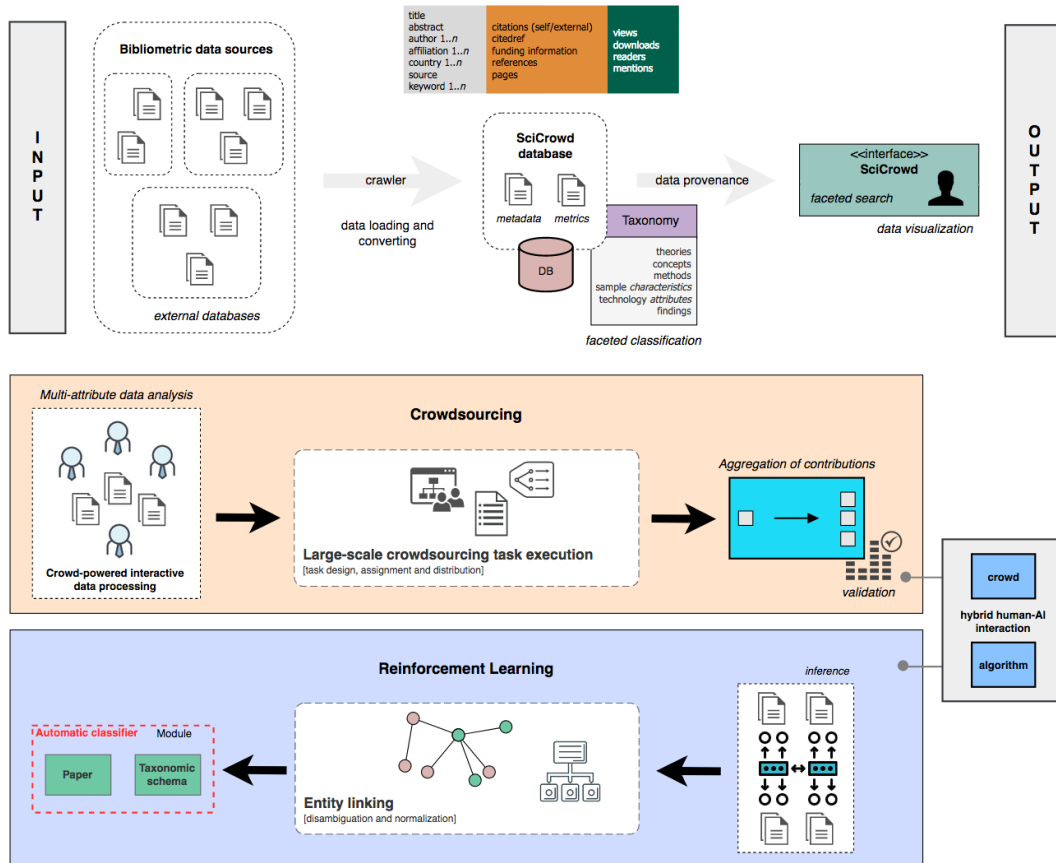 INPUT
Bibliometric data sources
external databases
title
abstract
author 1..n
affiliation 1..n
country 1..n
source
keyword 1..n
citations (self/external)
citedref
funding information
references
pages
views
downloads
readers
mentions
crawler
data loading and
converting
SciCrowd
database
metadata
metrics
DB
Taxonomy
theories
concepts
methods
sample characteristics
technology attributes
findings
faceted classification
data provenance
<<interface>>
SciCrowd
faceted search
data visualization
OUTPUT
Multi-attribute data analysis
Crowd-powered interactive
data processing
Crowdsourcing
Large-scale crowdsourcing task execution
[task design, assignment and distribution]
Aggregation of contributions
validation
crowd
hybrid human-AI
interaction
algorithm
Reinforcement Learning
inference
Automatic classifier
Module
Paper
Taxonomic
schema
Entity linking
[disambiguation and normalization]